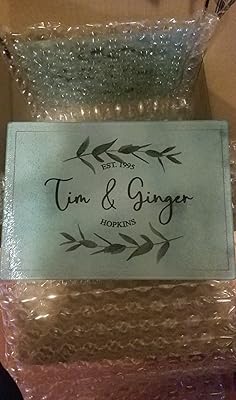 EST. 1995
Tim & Ginger
HOPKINS